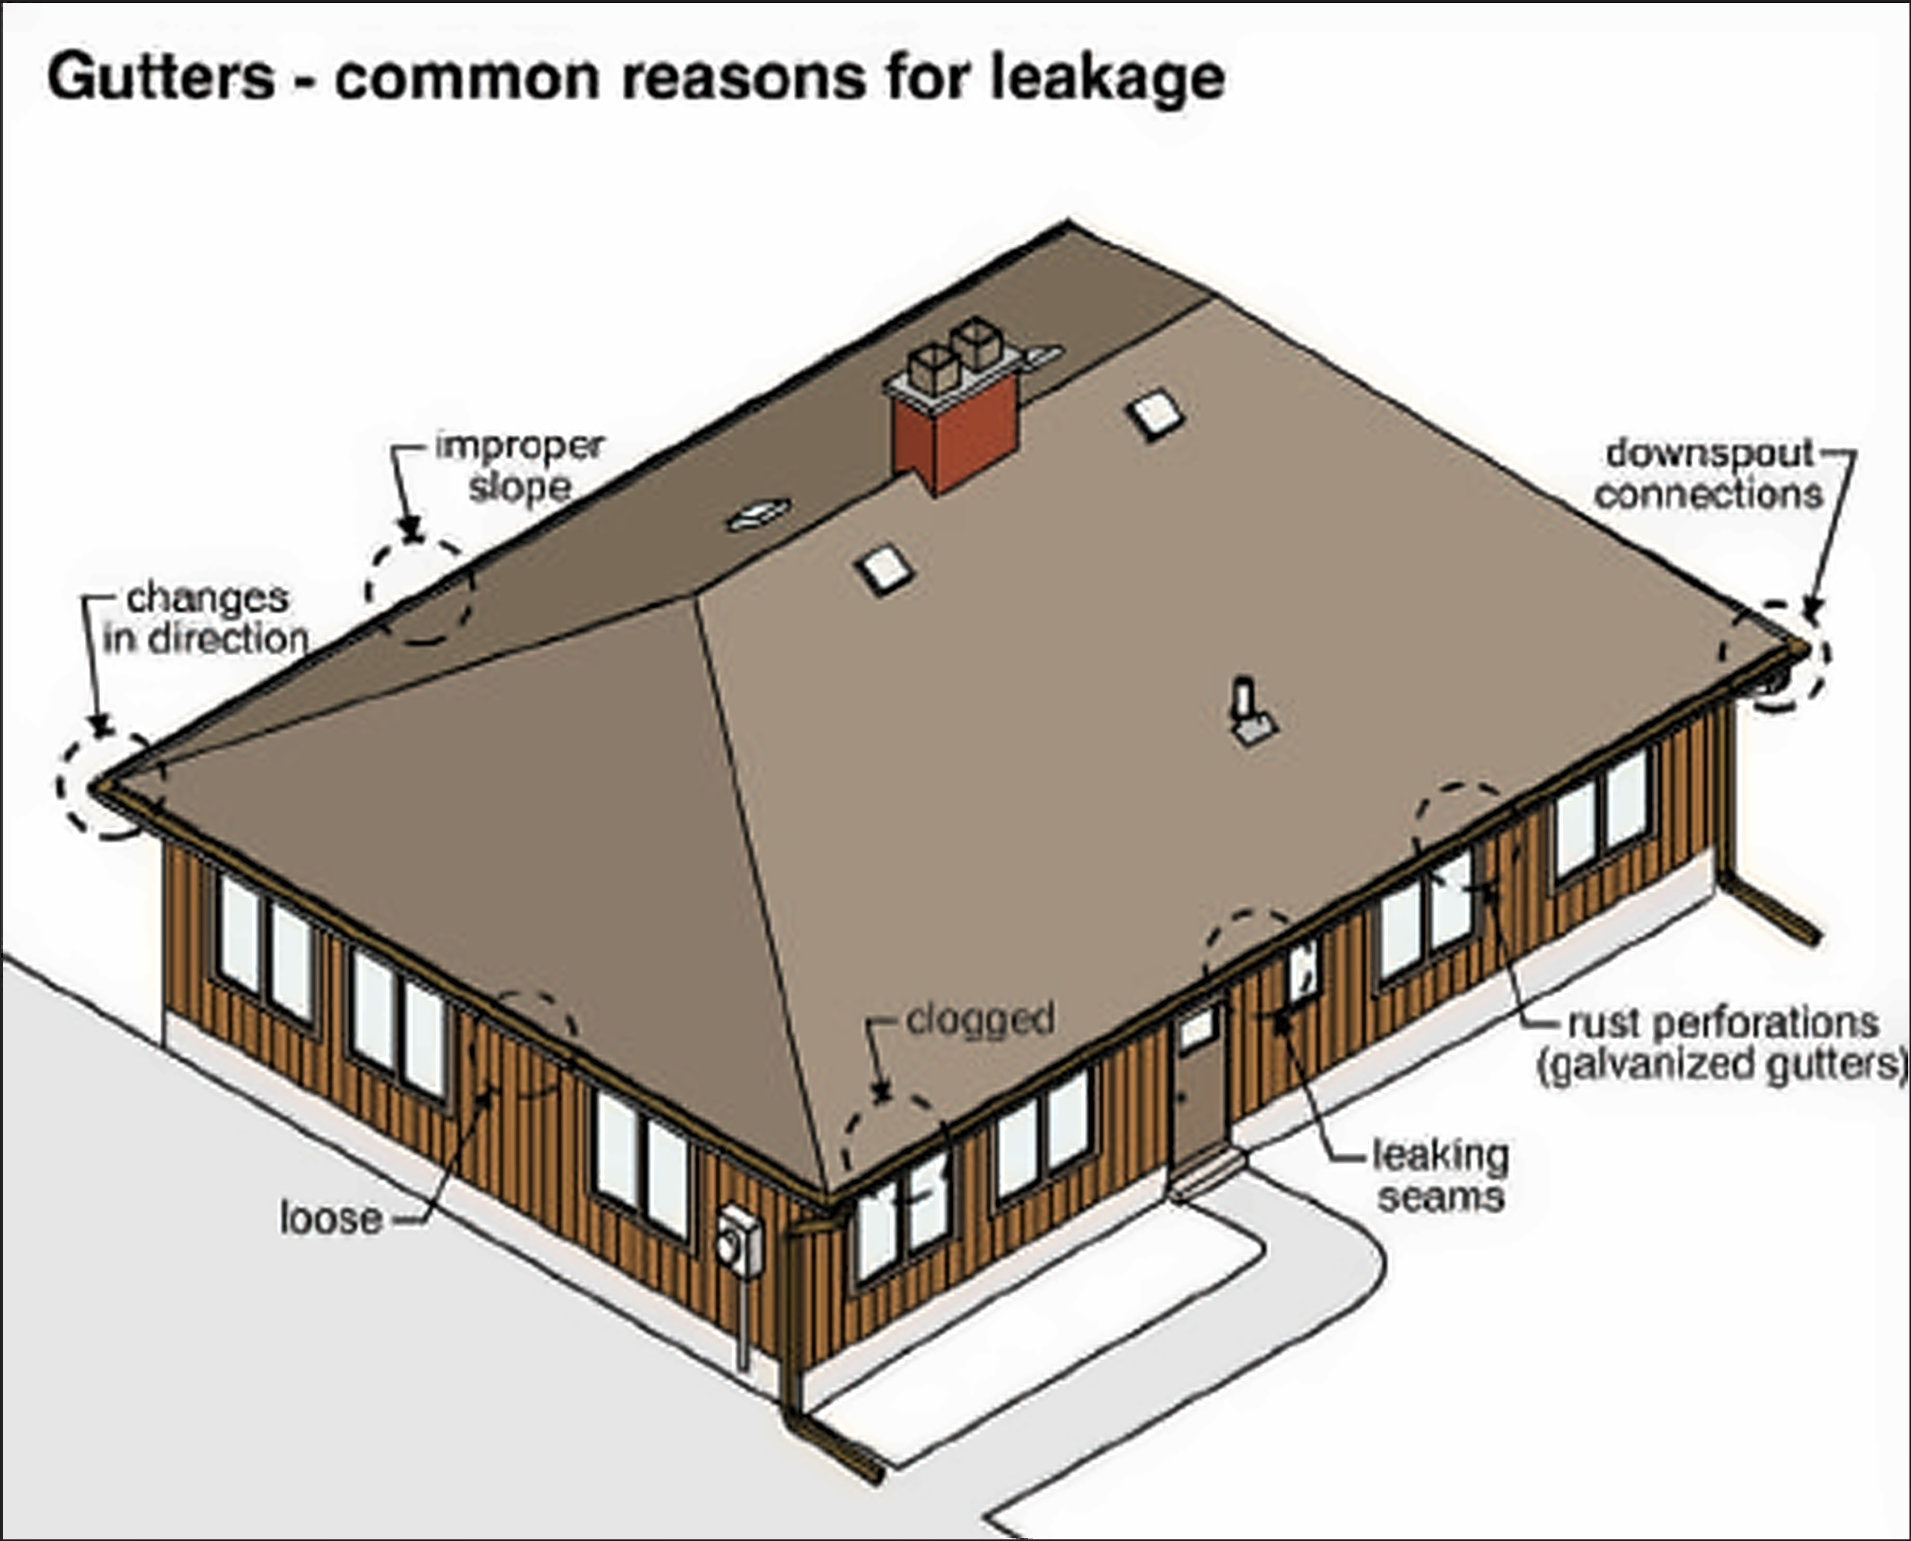 Gutters - common reasons for leakage
improper
slope
downspout
connections
changes
in direction
clogged
rust perforations
(galvanized gutters)
leaking
seams
loose